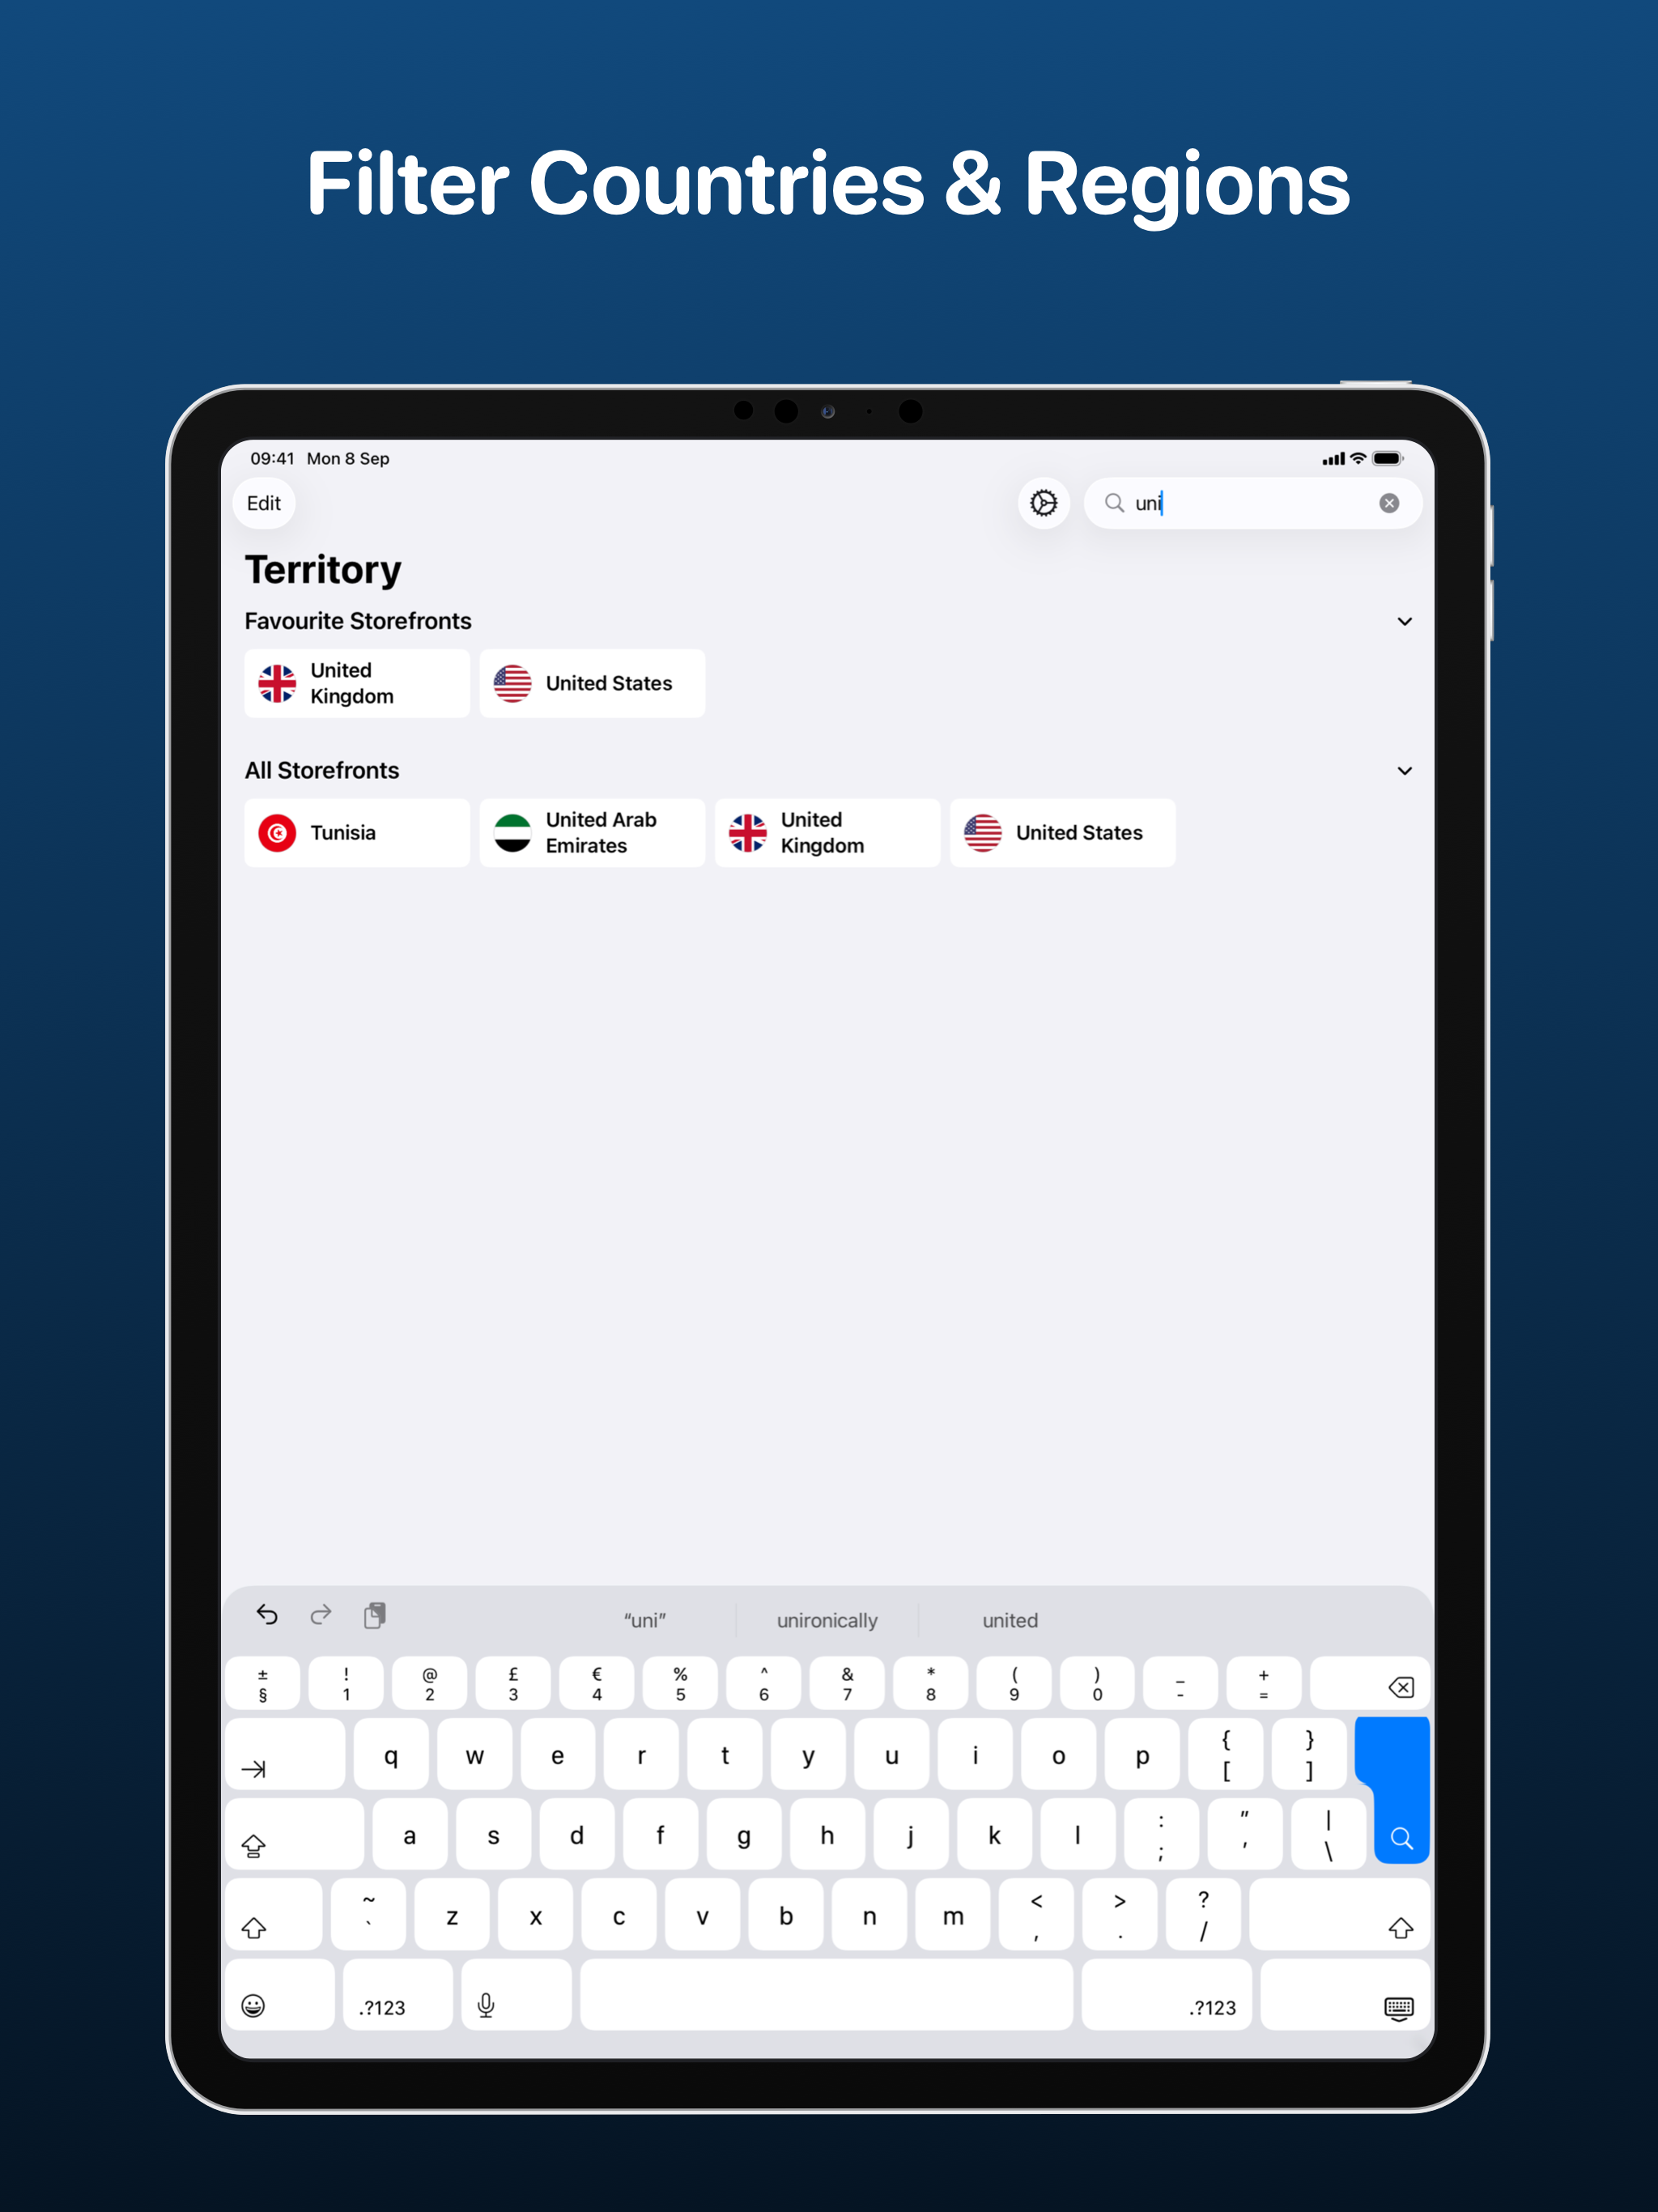 Filter Countries & Regions
09:41 Mon 8 Sep
Edit
uni
Territory
Favourite Storefronts
United
Kingdom
United States
All Storefronts
Tunisia
United Arab
Emirates
United
Kingdom
United States
“uni” unironically united
± ! @ £ € % ^ & * ( ) _ +
§ 1 2 3 4 5 6 7 8 9 0 - =
q w e r t y u i o p { }
[ ]
a s d f g h j k l : " |
; ' \
~ z x c v b n m < > ?
` , . /
.?123 .?123